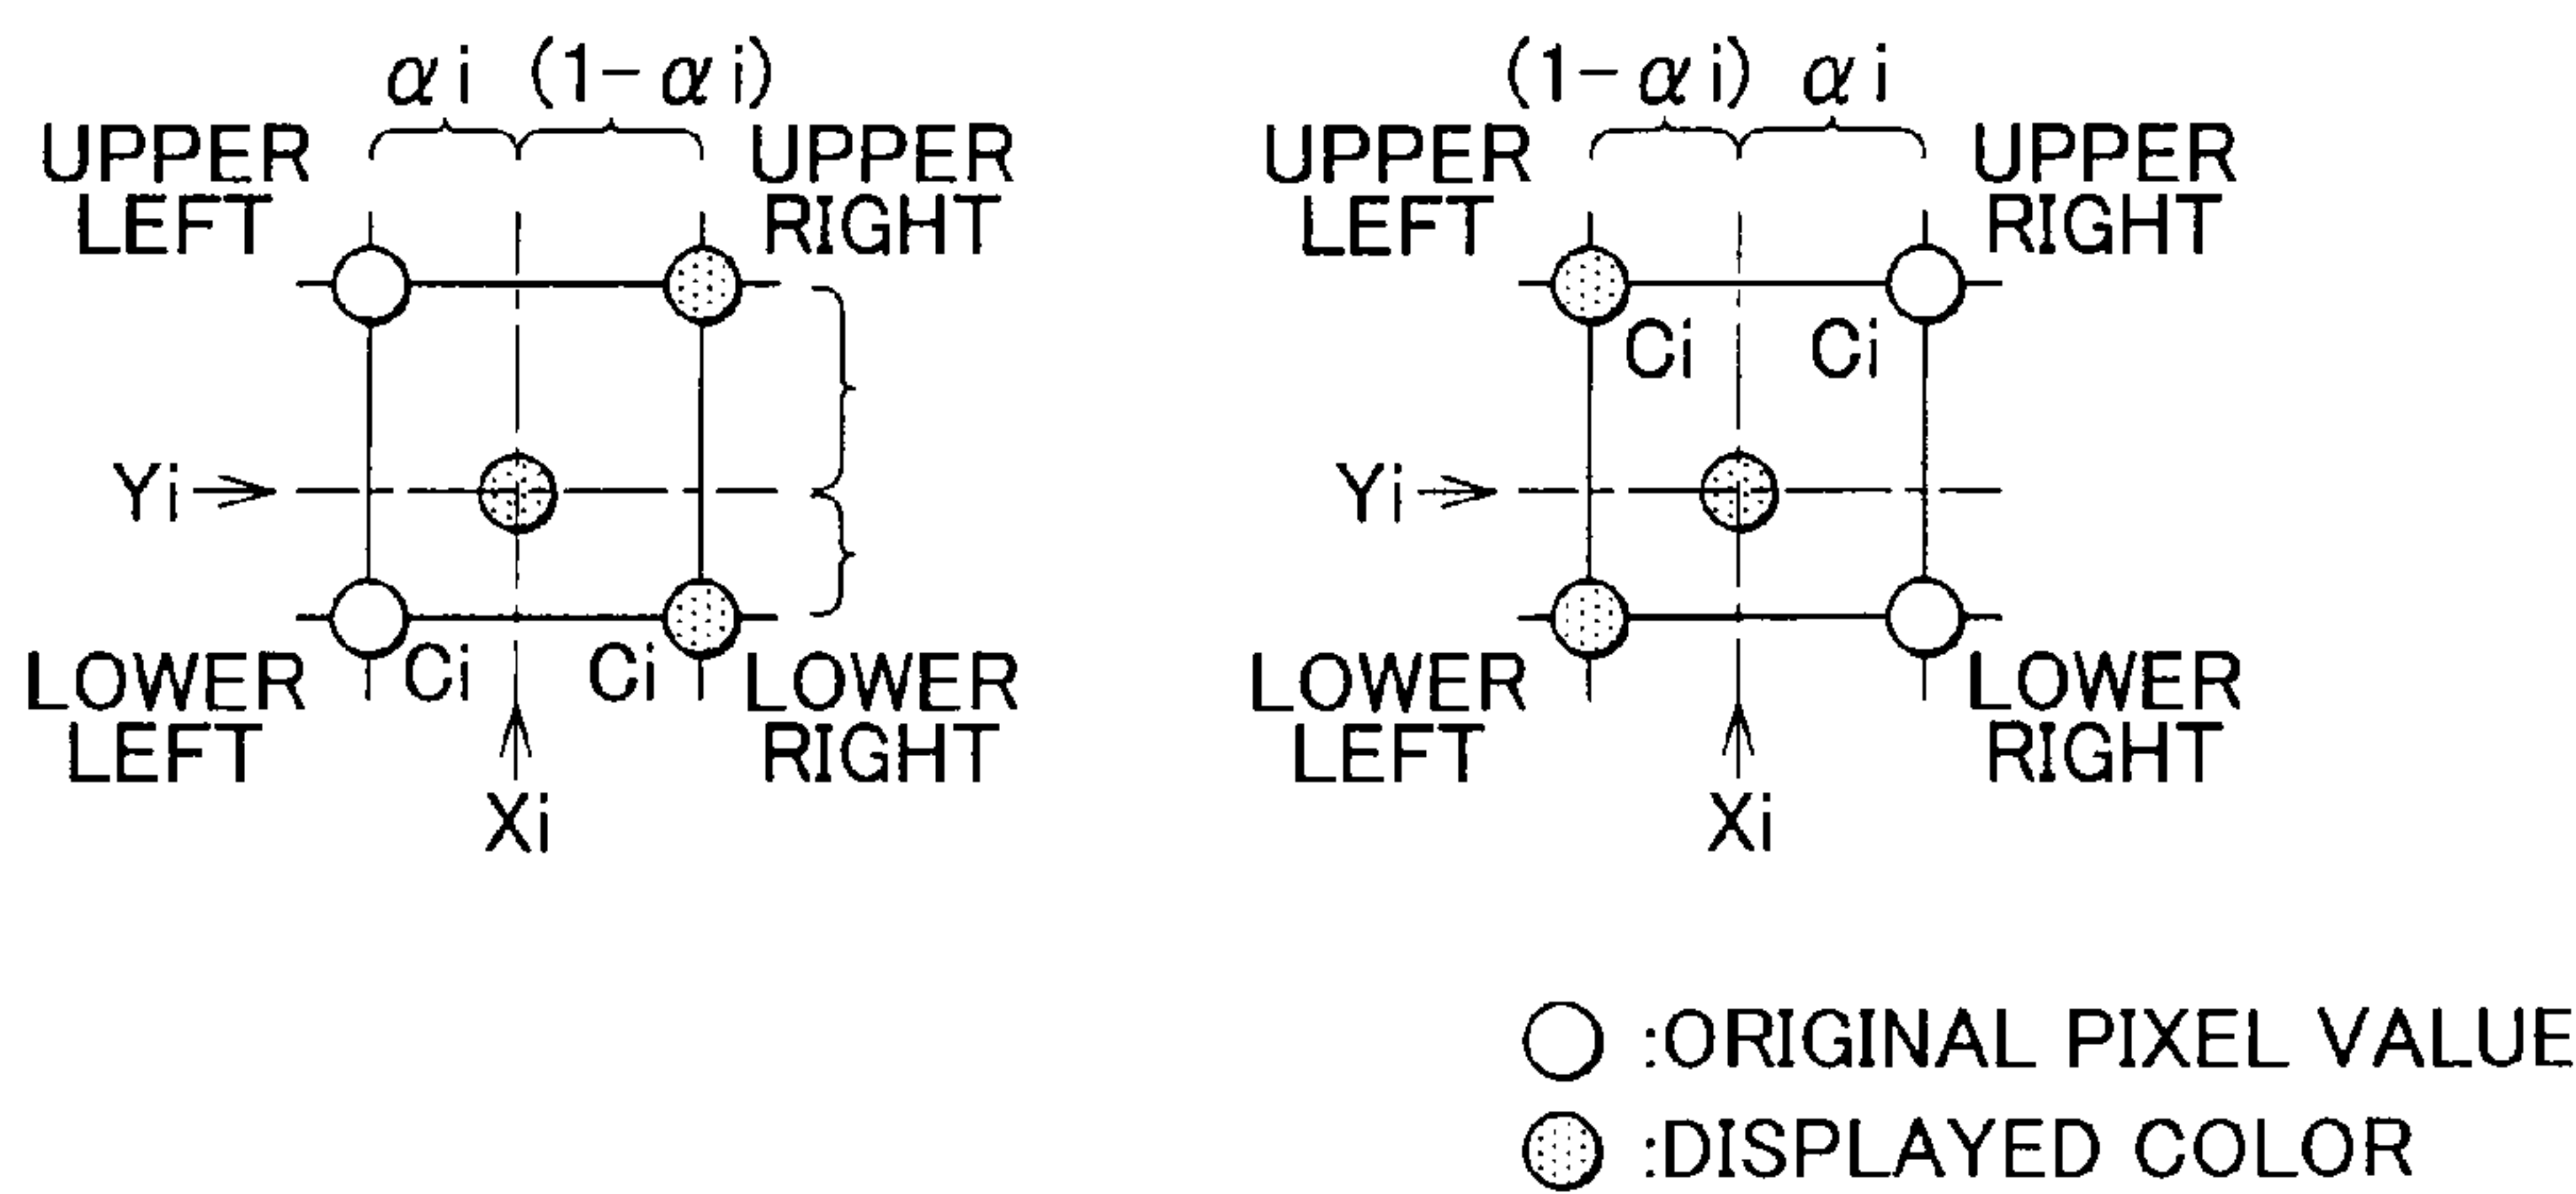 αi (1-αi)
UPPER
LEFT
UPPER
RIGHT
Yi
LOWER
LEFT
Ci
Ci
LOWER
RIGHT
Xi
(1-αi) αi
UPPER
LEFT
UPPER
RIGHT
Ci
Ci
Yi
LOWER
LEFT
LOWER
RIGHT
Xi
:ORIGINAL PIXEL VALUE
:DISPLAYED COLOR